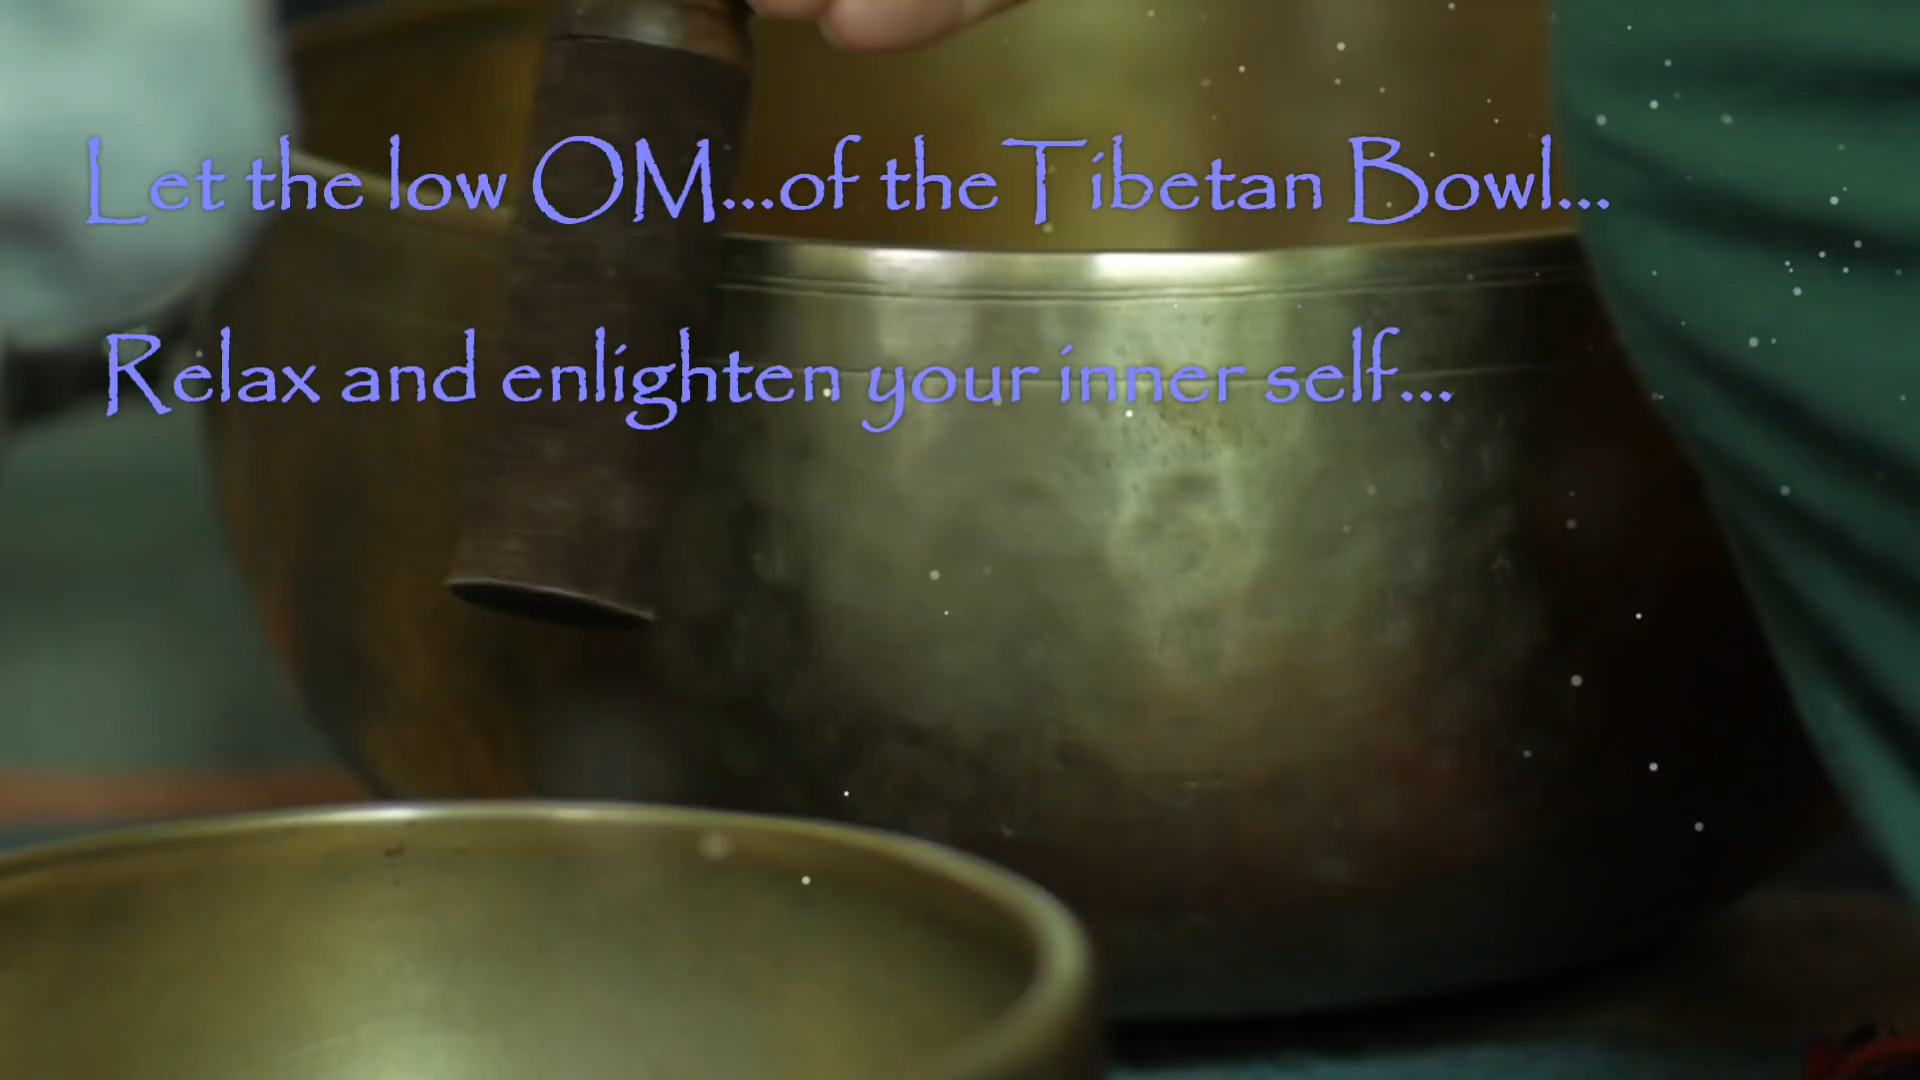 Let the low OM...of the Tibetan Bowl...
Relax and enlighten your inner self...